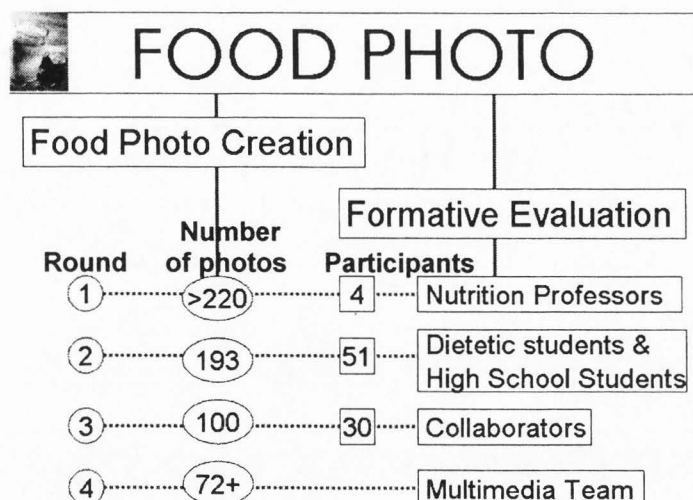 FOOD PHOTO
Food Photo Creation
Formative Evaluation
Number
Round of photos Participants
1 >220 4 Nutrition Professors
2 193 51 Dietetic students &
High School Students
3 100 30 Collaborators
4 72+ Multimedia Team